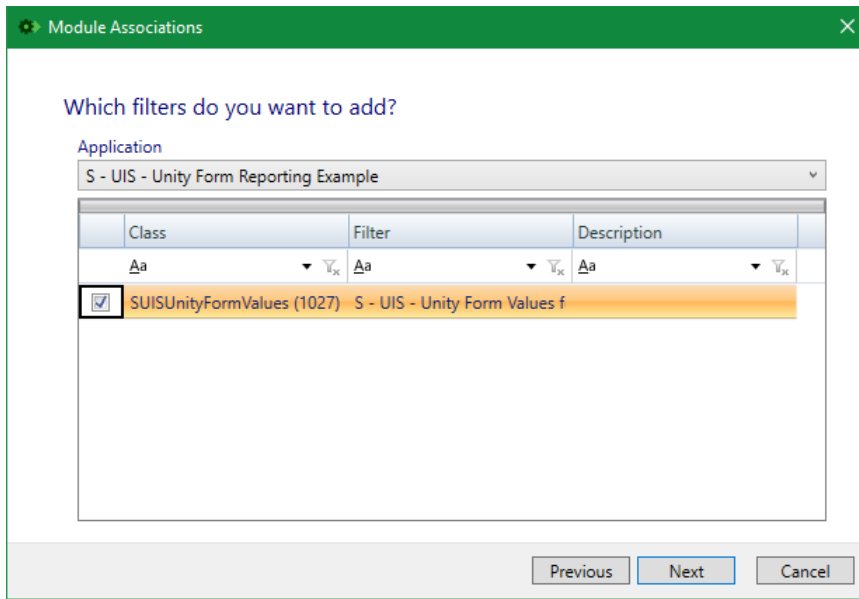 Module Associations
Which filters do you want to add?
Application
S - UIS - Unity Form Reporting Example
Class Filter Description
Aa Aa Aa
SUISUnityFormValues (1027) S - UIS - Unity Form Values f
Previous Next Cancel